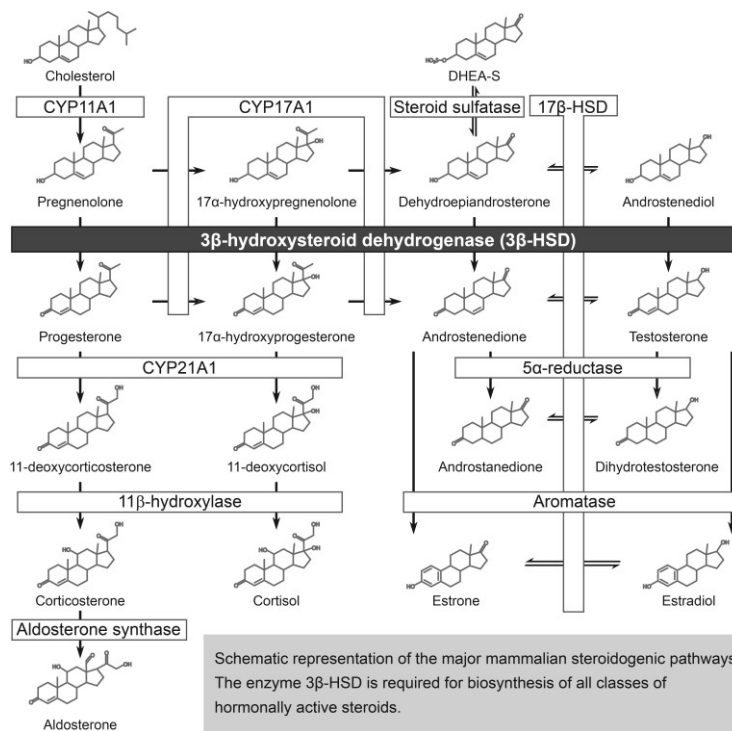 Cholesterol
DHEA-S
CYP11A1
CYP17A1
Steroid sulfatase
17β-HSD
Pregnenolone
17α-hydroxypregnenolone
Dehydroepiandrosterone
Androstenediol
3β-hydroxysteroid dehydrogenase (3β-HSD)
Progesterone
17α-hydroxyprogesterone
Androstenedione
Testosterone
CYP21A1
5α-reductase
11-deoxycorticosterone
11-deoxycortisol
Androstanedione
Dihydrotestosterone
11β-hydroxylase
Aromatase
Corticosterone
Cortisol
Estrone
Estradiol
Aldosterone synthase
Aldosterone
Schematic representation of the major mammalian steroidogenic pathways
The enzyme 3β-HSD is required for biosynthesis of all classes of
hormonally active steroids.